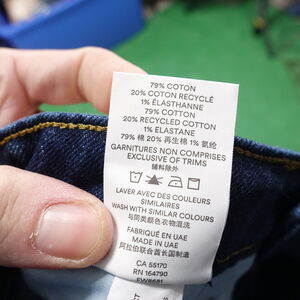 79% COTON
20% COTON RECYCLÉ
1% ÉLASTHANNE
79% COTTON
20% RECYCLED COTTON
1% ELASTANE
79% 棉 20% 再生棉 1% 氨纶
GARNITURES NON COMPRISES
EXCLUSIVE OF TRIMS
辅料除外
LAVER AVEC DES COULEURS
SIMILAIRES
WASH WITH SIMILAR COLOURS
与同类颜色衣物混洗
FABRIQUÉ EN UAE
MADE IN UAE
阿拉伯联合酋长国制造
CA 55170
RN 164790